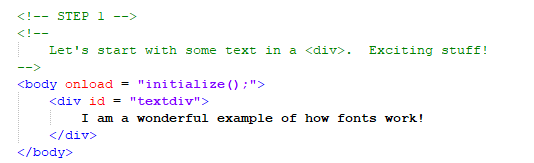 <!-- STEP 1 -->
<!--
    Let's start with some text in a <div>.  Exciting stuff!
-->
<body onload = "initialize();">
    <div id = "textdiv">
        I am a wonderful example of how fonts work!
    </div>
</body>